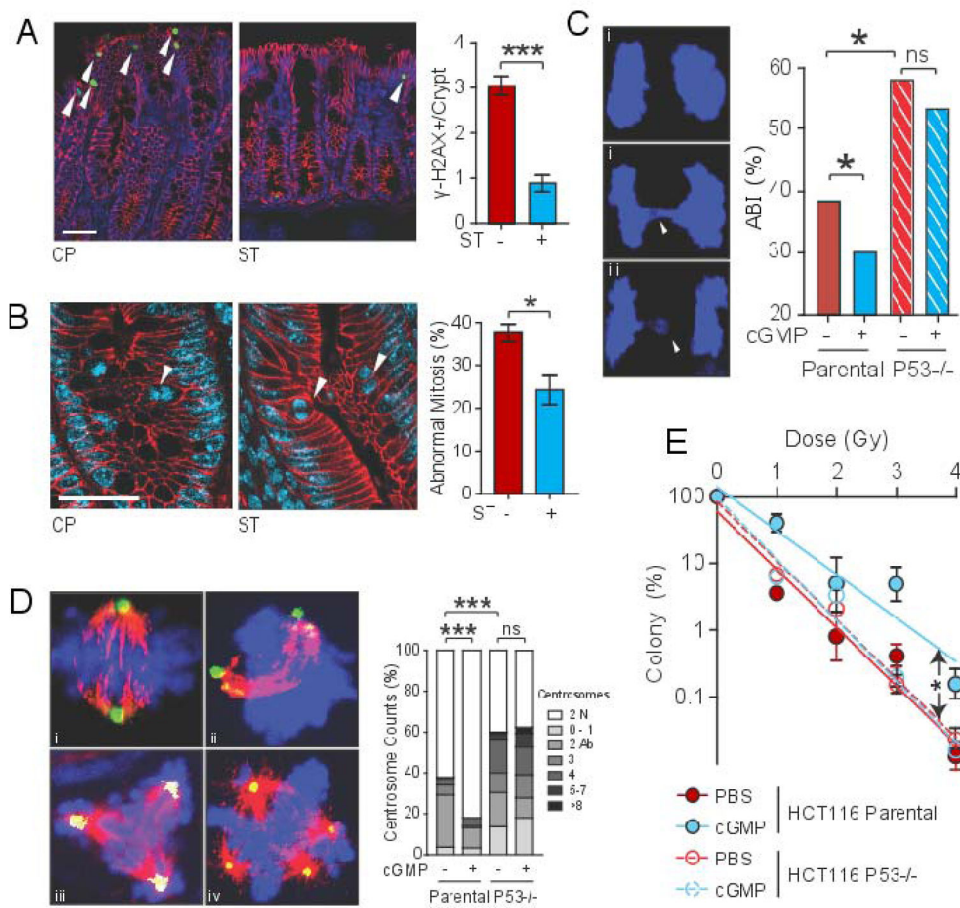 A
CP
ST
γ-H2AX+/Crypt
4
3
2
1
0
***
ST - +
B
CP
ST
Abnormal Mitosis (%)
40
30
20
10
0
*
S - +
C
i
i
ii
ABI (%)
60
50
40
30
20
*
*
ns
cGMP - + - +
Parental P53-/-
D
i
ii
iii
iv
Centrosome Counts (%)
100
80
60
40
20
0
***
***
ns
Centrosomes
2 N
0 - 1
2 Ab
3
4
5-7
>8
cGMP - + - +
Parental P53-/-
E
Dose (Gy)
0 1 2 3 4
Colony (%)
100
10
1
0.1
*
PBS
cGMP
HCT116 Parental
PBS
cGMP
HCT116 P53-/-